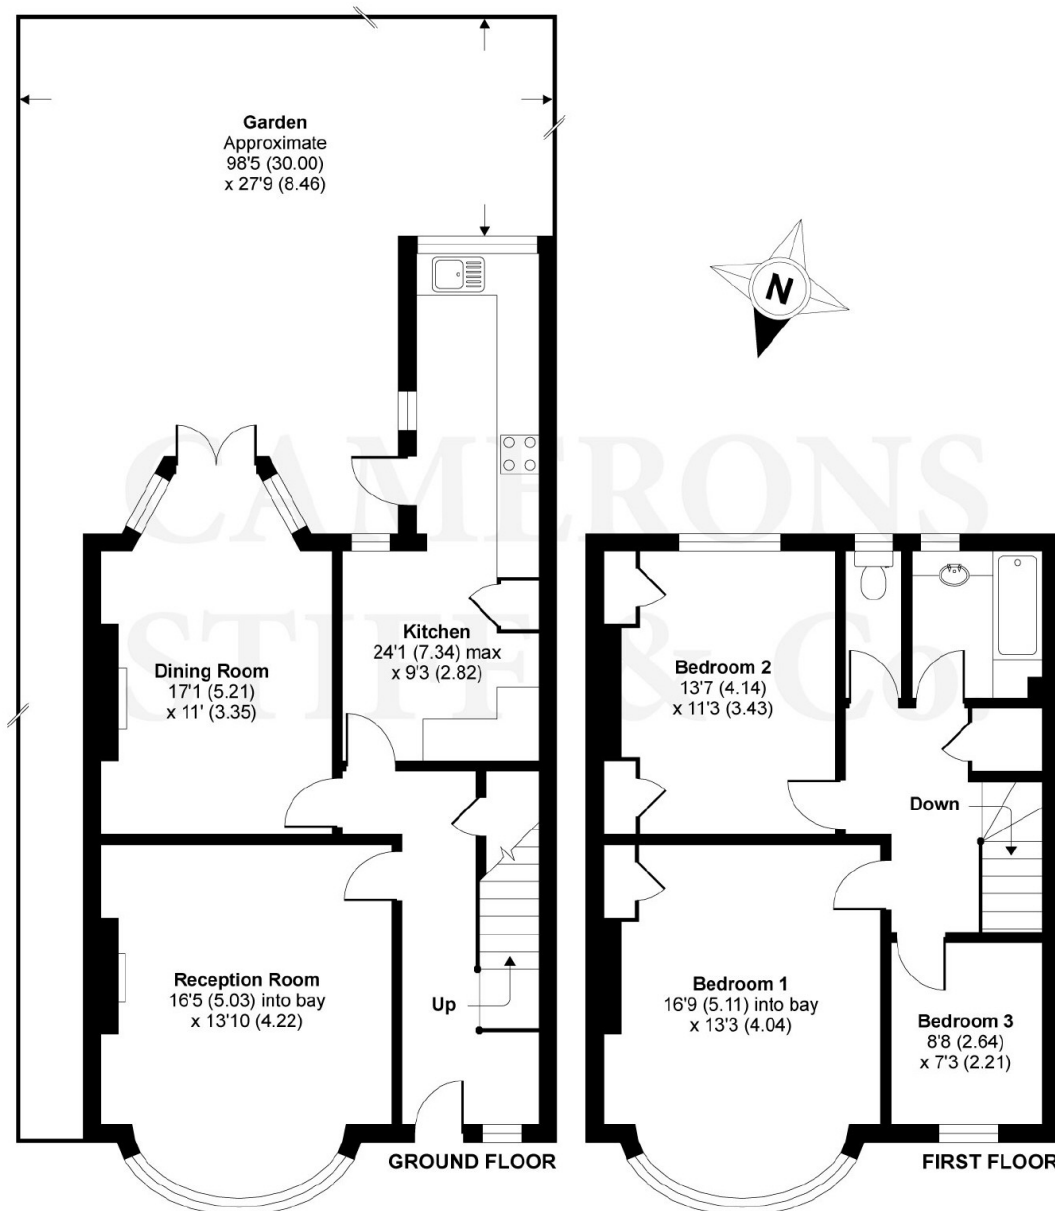 Garden
Approximate
98'5 (30.00)
x 27'9 (8.46)
N
CAMERONS
STIFF & Co.
Kitchen
24'1 (7.34) max
x 9'3 (2.82)
Dining Room
17'1 (5.21)
x 11' (3.35)
Bedroom 2
13'7 (4.14)
x 11'3 (3.43)
Down
Reception Room
16'5 (5.03) into bay
x 13'10 (4.22)
Up
Bedroom 1
16'9 (5.11) into bay
x 13'3 (4.04)
Bedroom 3
8'8 (2.64)
x 7'3 (2.21)
GROUND FLOOR
FIRST FLOOR